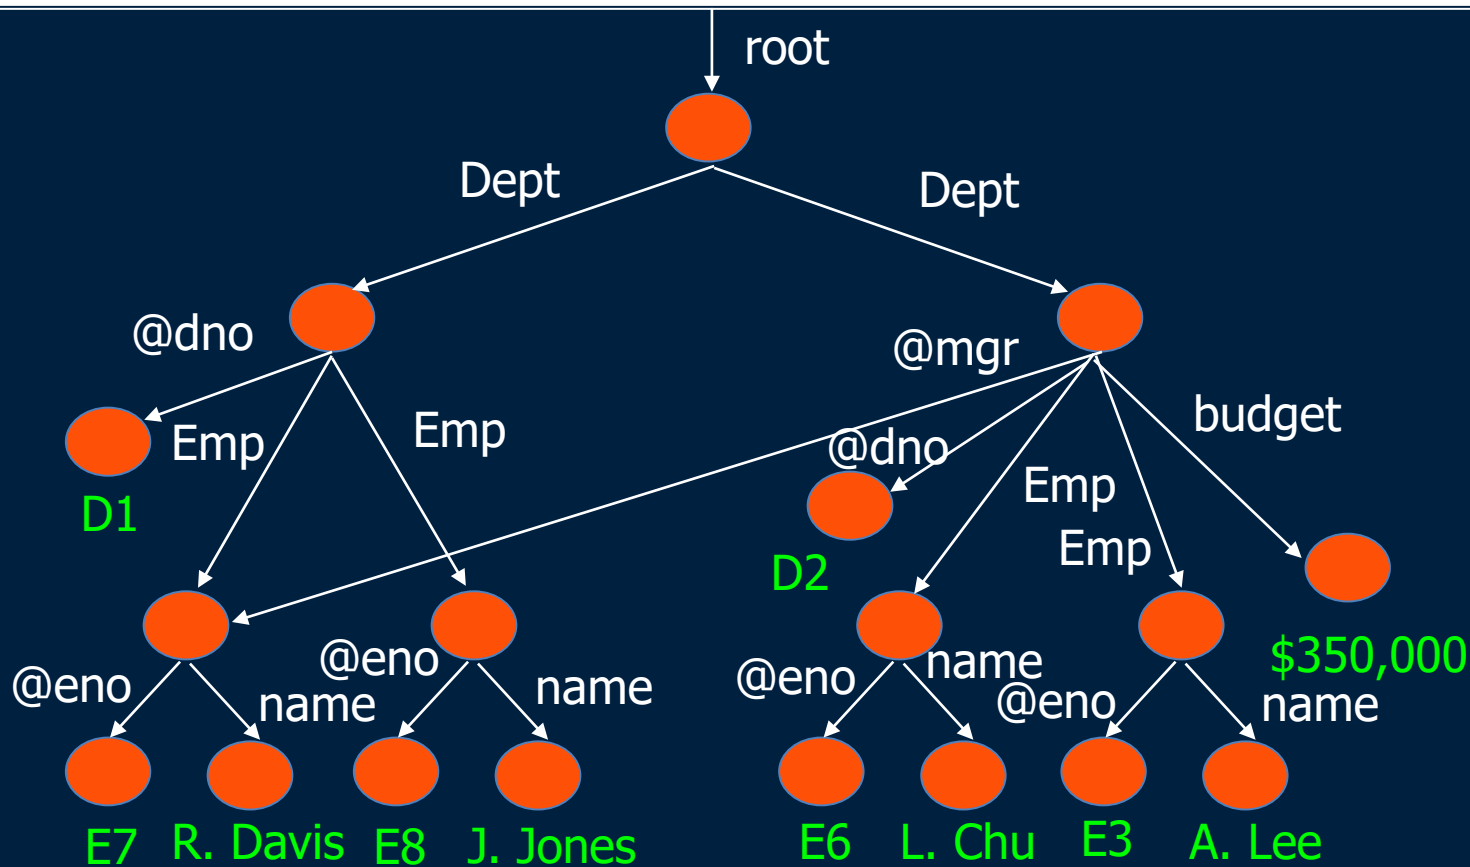 root
Dept
Dept
@dno
@mgr
Emp
Emp
budget
@dno
D1
Emp
Emp
D2
@eno
name
@eno
name
@eno
name
@eno
name
$350,000
E7
R. Davis
E8
J. Jones
E6
L. Chu
E3
A. Lee